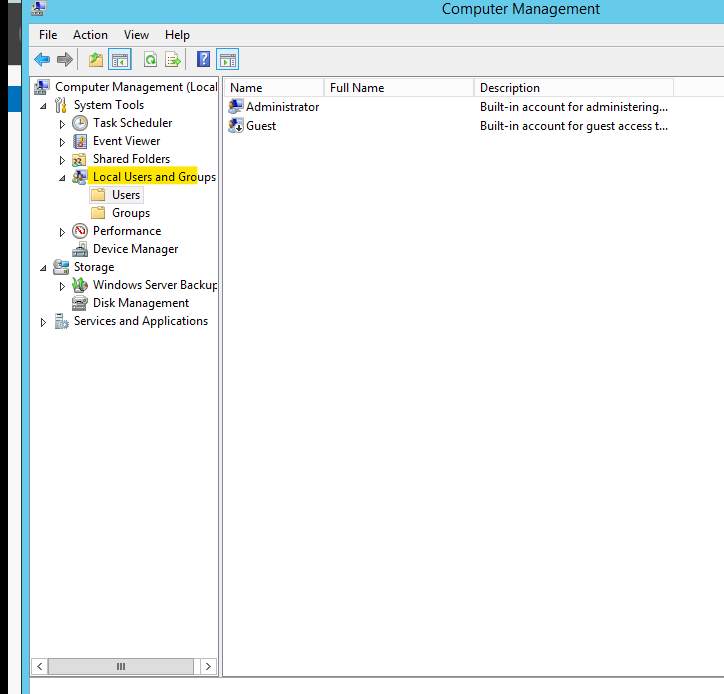 Computer Management
File Action View Help
Computer Management (Local
System Tools
Task Scheduler
Event Viewer
Shared Folders
Local Users and Groups
Users
Groups
Performance
Device Manager
Storage
Windows Server Backup
Disk Management
Services and Applications
Name Full Name Description
Administrator Built-in account for administering...
Guest Built-in account for guest access t...